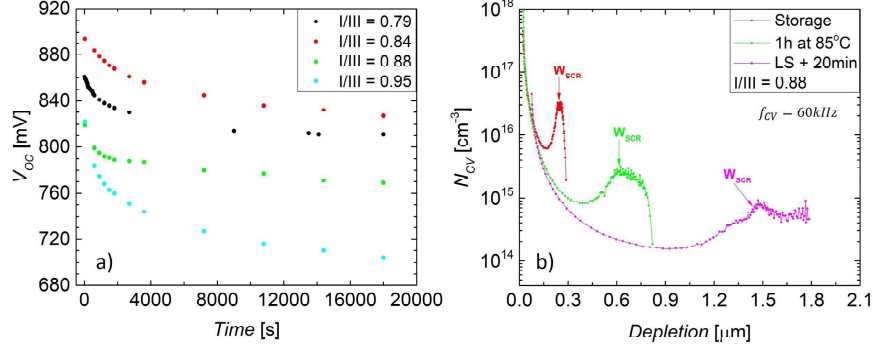 920
880
840
800
760
720
680
V_OC [mV]
I/III = 0.79
I/III = 0.84
I/III = 0.88
I/III = 0.95
a)
0 4000 8000 12000 16000 20000
Time [s]
10^18
10^17
10^16
10^15
10^14
N_CV [cm^-3]
Storage
1h at 85°C
LS + 20min
I/III = 0.88
f_CV − 60kHz
W_SCR
W_SCR
W_SCR
b)
0.0 0.3 0.6 0.9 1.2 1.5 1.8 2.1
Depletion [μm]